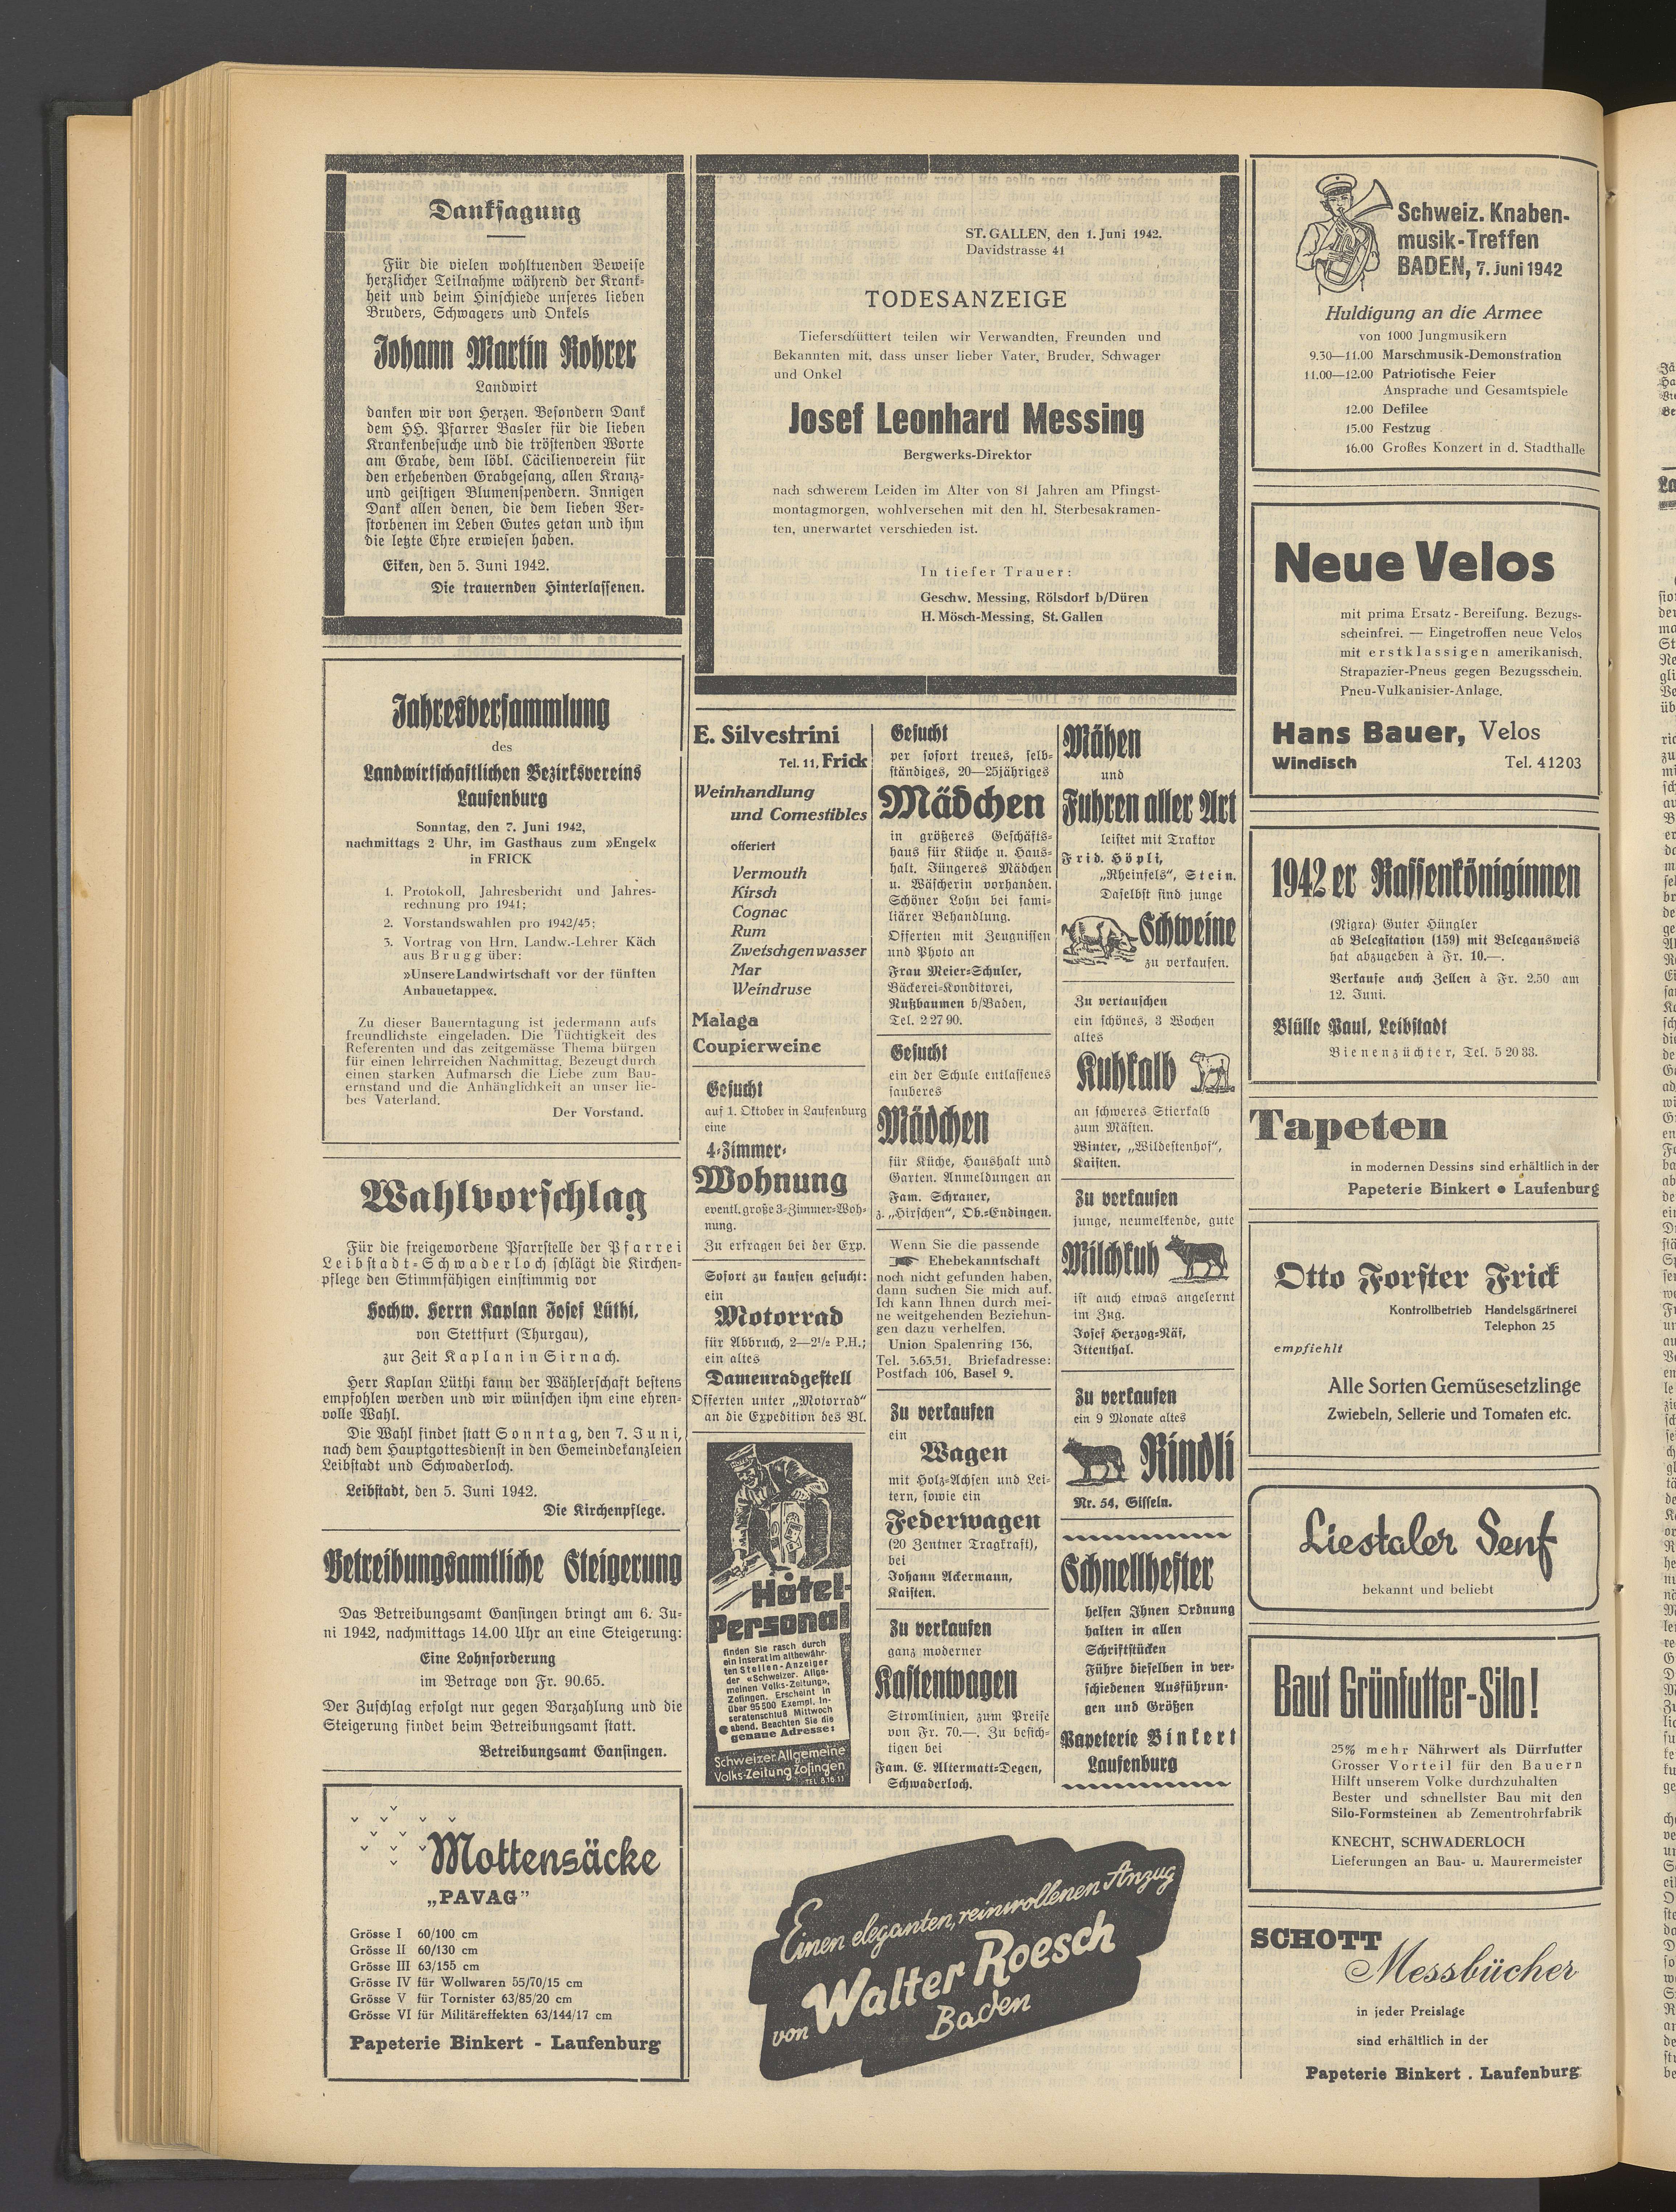 Danksagung
Für die vielen wohltuenden Beweise
herzlicher Teilnahme während der Krank-
heit und beim Hinschiede unseres lieben
Bruders, Schwagers und Onkels
Johann Martin Rohrer
Landwirt
danken wir von Herzen. Besondern Dank
dem HH. Pfarrer Basler für die lieben
Krankenbesuche und die tröstenden Worte
am Grabe, dem löbl. Cäcilienverein für
den erhebenden Grabgesang, allen Kranz-
und geistigen Blumenspendern. Innigen
Dank allen denen, die dem lieben Ver-
storbenen im Leben Gutes getan und ihm
die letzte Ehre erwiesen haben.
Eiken, den 5. Juni 1942.
Die trauernden Hinterlassenen.
Jahresversammlung
des
Landwirtschaftlichen Bezirksvereins
Laufenburg
Sonntag, den 7. Juni 1942,
nachmittags 2 Uhr, im Gasthaus zum »Engel«
in FRICK
1. Protokoll, Jahresbericht und Jahres-
rechnung pro 1941;
2. Vorstandswahlen pro 1942/45;
3. Vortrag von Hrn. Landw.-Lehrer Käch
aus Brugg über:
»Unsere Landwirtschaft vor der fünften
Anbauetappe«.
Zu dieser Bauerntagung ist jedermann aufs
freundlichste eingeladen. Die Tüchtigkeit des
Referenten und das zeitgemässe Thema bürgen
für einen lehrreichen Nachmittag. Bezeugt durch
einen starken Aufmarsch die Liebe zum Bau-
ernstand und die Anhänglichkeit an unser lie-
bes Vaterland.
Der Vorstand.
Wahlvorschlag
Für die freigewordene Pfarrstelle der Pfarrei
Leibstadt-Schwaderloch schlägt die Kirchen-
pflege den Stimmfähigen einstimmig vor
Hochw. Herrn Kaplan Josef Lüthi,
von Stettfurt (Thurgau),
zur Zeit Kaplan in Sirnach.
Herr Kaplan Lüthi kann der Wählerschaft bestens
empfohlen werden und wir wünschen ihm eine ehren-
volle Wahl.
Die Wahl findet statt Sonntag, den 7. Juni,
nach dem Hauptgottesdienst in den Gemeindekanzleien
Leibstadt und Schwaderloch.
Leibstadt, den 5. Juni 1942.
Die Kirchenpflege.
Betreibungsamtliche Steigerung
Das Betreibungsamt Gansingen bringt am 6. Ju-
ni 1942, nachmittags 14.00 Uhr an eine Steigerung:
Eine Lohnforderung
im Betrage von Fr. 90.65.
Der Zuschlag erfolgt nur gegen Barzahlung und die
Steigerung findet beim Betreibungsamt statt.
Betreibungsamt Gansingen.
Mottensäcke
„PAVAG”
Grösse I 60/100 cm
Grösse II 60/130 cm
Grösse III 63/155 cm
Grösse IV für Wollwaren 55/70/15 cm
Grösse V für Tornister 63/85/20 cm
Grösse VI für Militäreffekten 63/144/17 cm
Papeterie Binkert - Laufenburg
ST. GALLEN, den 1. Juni 1942.
Davidstrasse 41
TODESANZEIGE
Tieferschüttert teilen wir Verwandten, Freunden und
Bekannten mit, dass unser lieber Vater, Bruder, Schwager
und Onkel
Josef Leonhard Messing
Bergwerks-Direktor
nach schwerem Leiden im Alter von 81 Jahren am Pfingst-
montagmorgen, wohlversehen mit den hl. Sterbesakramen-
ten, unerwartet verschieden ist.
In tiefer Trauer:
Geschw. Messing, Rölsdorf b/Düren
H. Mösch-Messing, St. Gallen
E. Silvestrini
Tel. 11, Frick
Weinhandlung
und Comestibles
offeriert
Vermouth
Kirsch
Cognac
Rum
Zwetschgenwasser
Mar
Weindruse
Malaga
Coupierweine
Gesucht
auf 1. Oktober in Laufenburg
eine
4-Zimmer-
Wohnung
eventl. große 3-Zimmer-Woh-
nung.
Zu erfragen bei der Exp.
Sofort zu kaufen gesucht:
ein
Motorrad
für Abbruch, 2—2½ P.H.;
ein altes
Damenradgestell
Offerten unter „Motorrad“
an die Expedition des Bl.
Hotel-
Personal
finden Sie rasch durch
ein Inserat im altbewähr-
ten Stellen-Anzeiger
der «Schweizer. Allge-
meinen Volks-Zeitung»,
Zofingen. Erscheint in
über 95500 Exempl. In-
seratenschluß Mittwoch
abend. Beachten Sie die
genaue Adresse:
Schweizer Allgemeine
Volks-Zeitung Zofingen
TEL 8.16.11
Gesucht
per sofort treues, selb-
ständiges, 20—25jähriges
Mädchen
in größeres Geschäfts-
haus für Küche u. Haus-
halt. Jüngeres Mädchen
u. Wäscherin vorhanden.
Schöner Lohn bei fami-
liärer Behandlung.
Offerten mit Zeugnissen
und Photo an
Frau Meier-Schuler,
Bäckerei-Konditorei,
Nußbaumen b/Baden,
Tel. 2 27 90.
Gesucht
ein der Schule entlassenes
sauberes
Mädchen
für Küche, Haushalt und
Garten. Anmeldungen an
Fam. Schraner,
z. „Hirschen“, Ob.-Endingen.
Wenn Sie die passende
Ehebekanntschaft
noch nicht gefunden haben,
dann suchen Sie mich auf.
Ich kann Ihnen durch mei-
ne weitgehenden Beziehun-
gen dazu verhelfen.
Union Spalenring 136,
Tel. 3.63.51. Briefadresse:
Postfach 106, Basel 9.
Zu verkaufen
ein
Wagen
mit Holz-Achsen und Lei-
tern, sowie ein
Federwagen
(20 Zentner Tragkraft),
bei
Johann Ackermann,
Kaisten.
Zu verkaufen
ganz moderner
Kastenwagen
Stromlinien, zum Preise
von Fr. 70.—. Zu besich-
tigen bei
Fam. E. Altermatt-Degen,
Schwaderloch.
Mähen
und
Fuhren aller Art
leistet mit Traktor
Frid. Höpli,
„Rheinfels“, Stein.
Daselbst sind junge
Schweine
zu verkaufen.
Zu vertauschen
ein schönes, 3 Wochen
altes
Kuhkalb
an schweres Stierkalb
zum Mästen.
Winter, „Wildestenhof“,
Kaisten.
Zu verkaufen
junge, neumelkende, gute
Milchkuh
ist auch etwas angelernt
im Zug.
Josef Herzog-Näf,
Ittenthal.
Zu verkaufen
ein 9 Monate altes
Rindli
Nr. 54, Sisseln.
Schnellhefter
helfen Ihnen Ordnung
halten in allen
Schriftstücken
Führe dieselben in ver-
schiedenen Ausführun-
gen und Größen
Papeterie Binkert
Laufenburg
Einen eleganten, reinwollenen Anzug
von Walter Roesch
Baden
Schweiz. Knaben-
musik-Treffen
BADEN, 7. Juni 1942
Huldigung an die Armee
von 1000 Jungmusikern
9.30—11.00 Marschmusik-Demonstration
11.00—12.00 Patriotische Feier
Ansprache und Gesamtspiele
12.00 Defilee
15.00 Festzug
16.00 Großes Konzert in d. Stadthalle
Neue Velos
mit prima Ersatz-Bereifung. Bezugs-
scheinfrei. — Eingetroffen neue Velos
mit erstklassigen amerikanisch.
Strapazier-Pneus gegen Bezugsschein.
Pneu-Vulkanisier-Anlage.
Hans Bauer, Velos
Windisch Tel. 41203
1942er Rassenköniginnen
(Nigra) Guter Hüngler
ab Belegstation (159) mit Belegausweis
hat abzugeben à Fr. 10.—.
Verkaufe auch Zellen à Fr. 2.50 am
12. Juni.
Blülle Paul, Leibstadt
Bienenzüchter, Tel. 5 20 33.
Tapeten
in modernen Dessins sind erhältlich in der
Papeterie Binkert • Laufenburg
Otto Forster Frick
Kontrollbetrieb Handelsgärtnerei
Telephon 25
empfiehlt
Alle Sorten Gemüsesetzlinge
Zwiebeln, Sellerie und Tomaten etc.
Liestaler Senf
bekannt und beliebt
Baut Grünfutter-Silo!
25% mehr Nährwert als Dürrfutter
Grosser Vorteil für den Bauern
Hilft unserem Volke durchzuhalten
Bester und schnellster Bau mit den
Silo-Formsteinen ab Zementrohrfabrik
KNECHT, SCHWADERLOCH
Lieferungen an Bau- u. Maurermeister
SCHOTT
Messbücher
in jeder Preislage
sind erhältlich in der
Papeterie Binkert . Laufenburg